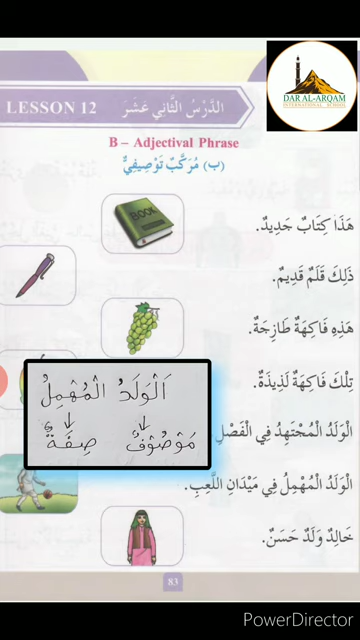 DAR AL-ARQAM
INTERNATIONAL SCHOOL
LESSON 12
الدَّرْسُ الثَّانِي عَشَرَ
B - Adjectival Phrase
(ب) مُرَكَّبٌ تَوْصِيفِيٌّ
BOOK
هَذَا كِتَابٌ جَدِيدٌ.
ذَلِكَ قَلَمٌ قَدِيمٌ.
هَذِهِ فَاكِهَةٌ طَازِجَةٌ.
تِلْكَ فَاكِهَةٌ لَذِيذَةٌ.
اَلْوَلَدُ الْمُهْمِلُ
مَوْصُوْفٌ صِفَةٌ
الْوَلَدُ الْمُجْتَهِدُ فِي الْفَصْلِ
الْوَلَدُ الْمُهْمِلُ فِي مَيْدَانِ اللَّعِبِ.
خَالِدٌ وَلَدٌ حَسَنٌ.
83
PowerDirector